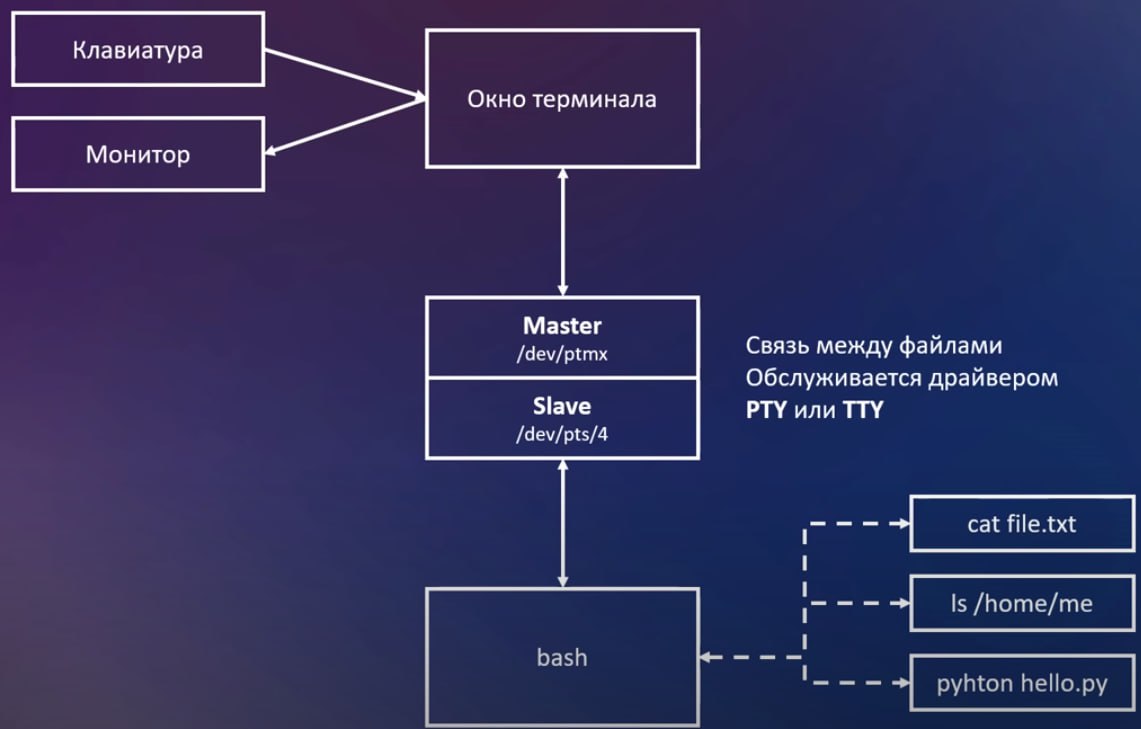 Клавиатура
Окно терминала
Монитор
Master
/dev/ptmx
Slave
/dev/pts/4
Связь между файлами
Обслуживается драйвером
PTY или TTY
cat file.txt
ls /home/me
bash
pyhton hello.py